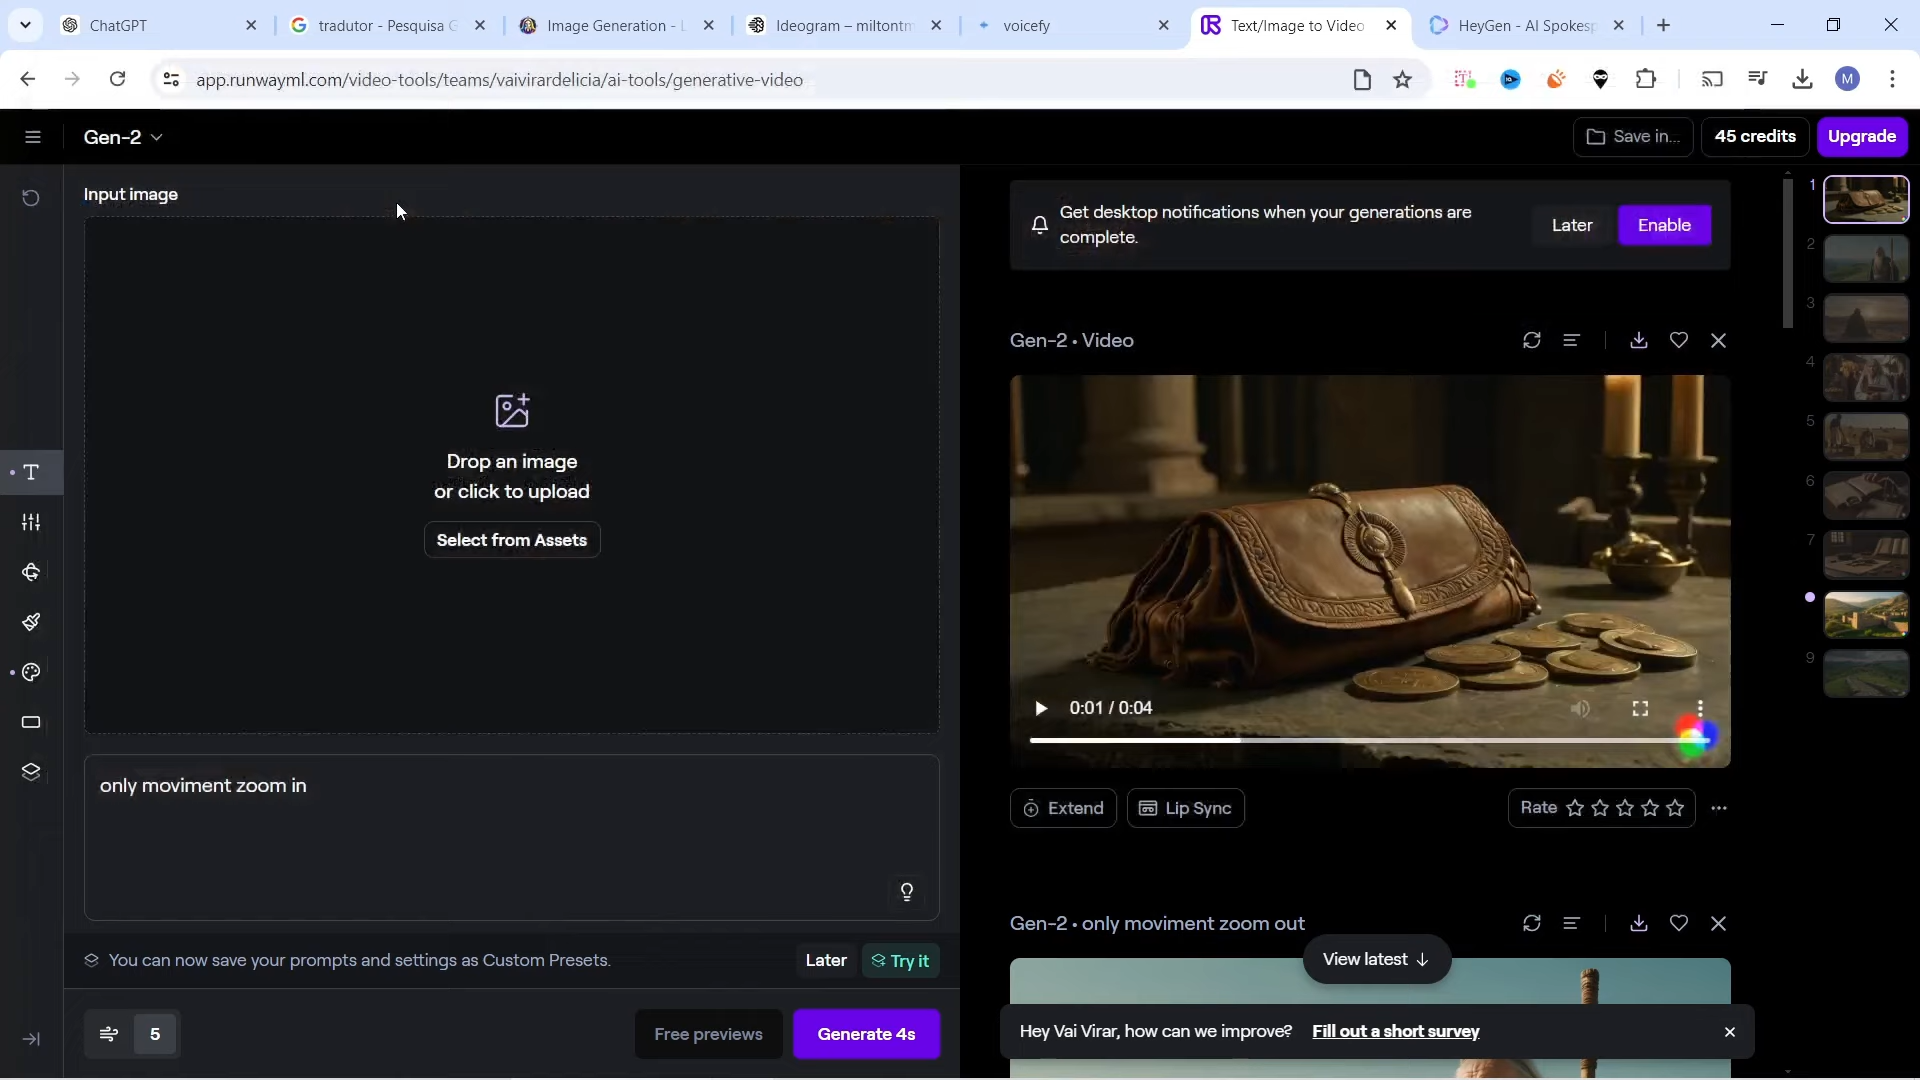 ChatGPT
tradutor - Pesquisa G
Image Generation - L
Ideogram – miltontm
voicefy
Text/Image to Video
HeyGen - AI Spokesp
app.runwayml.com/video-tools/teams/vaivirardelicia/ai-tools/generative-video
M
Gen-2
Save in...
45 credits
Upgrade
Input image
Drop an image
or click to upload
Select from Assets
only moviment zoom in
You can now save your prompts and settings as Custom Presets.
Later
Try it
5
Free previews
Generate 4s
Get desktop notifications when your generations are
complete.
Later
Enable
Gen-2 • Video
0:01 / 0:04
Extend
Lip Sync
Rate
Gen-2 • only moviment zoom out
View latest ↓
Hey Vai Virar, how can we improve?
Fill out a short survey
1
2
3
4
5
6
7
9